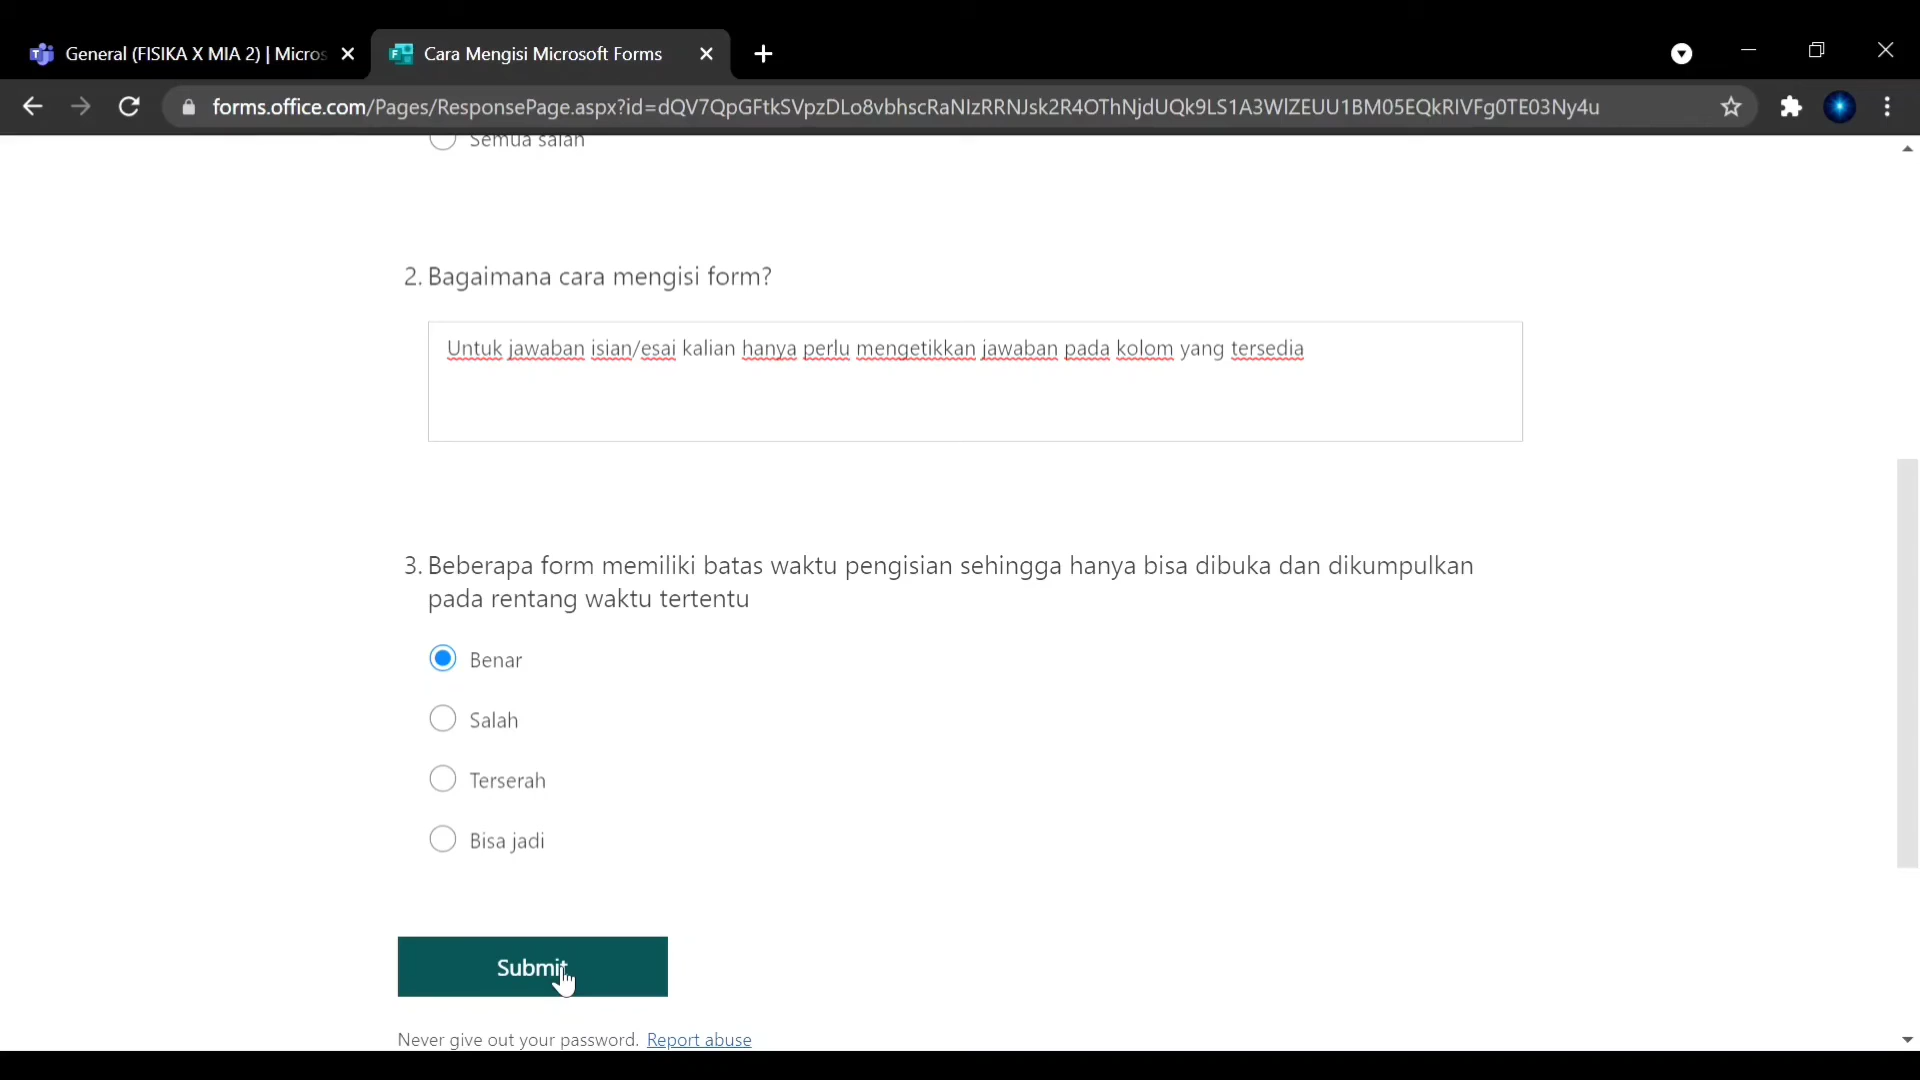 General (FISIKA X MIA 2) | Micros
Cara Mengisi Microsoft Forms
forms.office.com/Pages/ResponsePage.aspx?id=dQV7QpGFtkSVpzDLo8vbhscRaNIzRRNJsk2R4OThNjdUQk9LS1A3WlZEUU1BM05EQkRIVFg0TE03Ny4u
Semua salah
2. Bagaimana cara mengisi form?
Untuk jawaban isian/esai kalian hanya perlu mengetikkan jawaban pada kolom yang tersedia
3. Beberapa form memiliki batas waktu pengisian sehingga hanya bisa dibuka dan dikumpulkan
pada rentang waktu tertentu
Benar
Salah
Terserah
Bisa jadi
Submit
Never give out your password. Report abuse